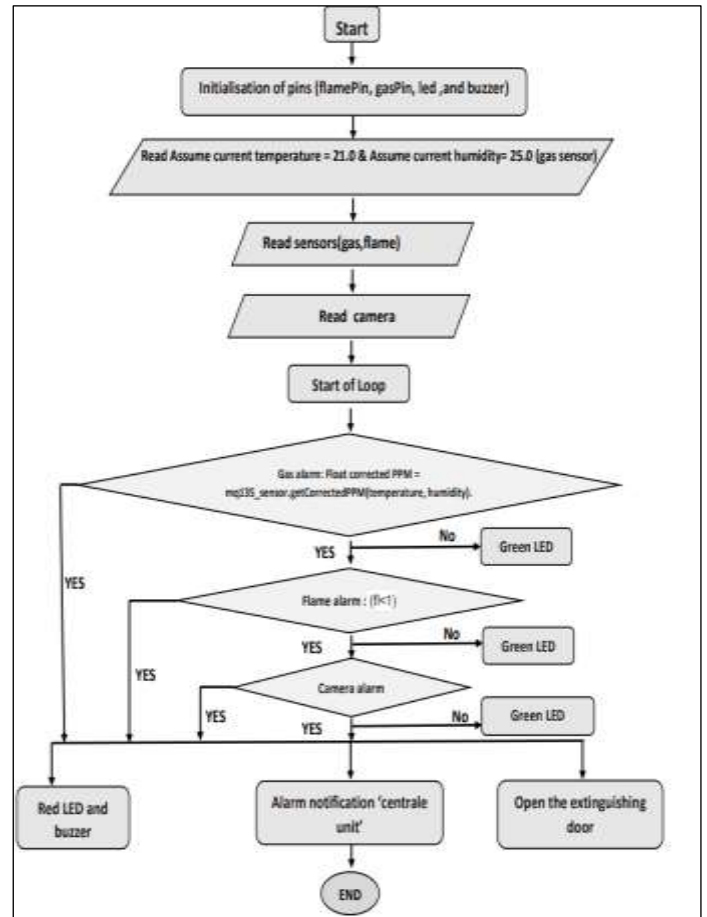 Start
Initialisation of pins (flamePin, gasPin, led ,and buzzer)
Read Assume current temperature = 21.0 & Assume current humidity= 25.0 (gas sensor)
Read sensors(gas,flame)
Read camera
Start of Loop
Gas alarm: Float corrected PPM =
mq135_sensor.getCorrectedPPM(temperature, humidity).
No
Green LED
YES
YES
Flame alarm : (fl<1)
No
Green LED
YES
YES
Camera alarm
No
Green LED
YES
YES
Red LED and
buzzer
Alarm notification 'centrale
unit'
Open the extinguishing
door
END